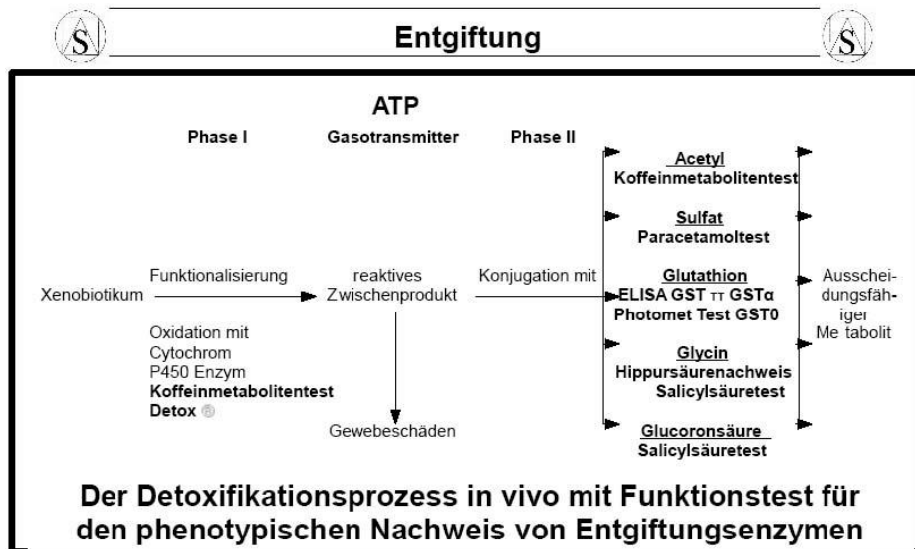 S
Entgiftung
S
ATP
Phase I
Gasotransmitter
Phase II
Acetyl
Koffeinmetabolitentest
Sulfat
Paracetamoltest
Xenobiotikum
Funktionalisierung
reaktives
Zwischenprodukt
Konjugation mit
Glutathion
ELISA GST π GSTα
Photomet Test GST0
Ausschei-
dungsfäh-
iger
Me tabolit
Oxidation mit
Cytochrom
P450 Enzym
Koffeinmetabolitentest
Detox ®
Gewebeschäden
Glycin
Hippursäurenachweis
Salicylsäuretest
Glucoronsäure
Salicylsäuretest
Der Detoxifikationsprozess in vivo mit Funktionstest für
den phenotypischen Nachweis von Entgiftungsenzymen